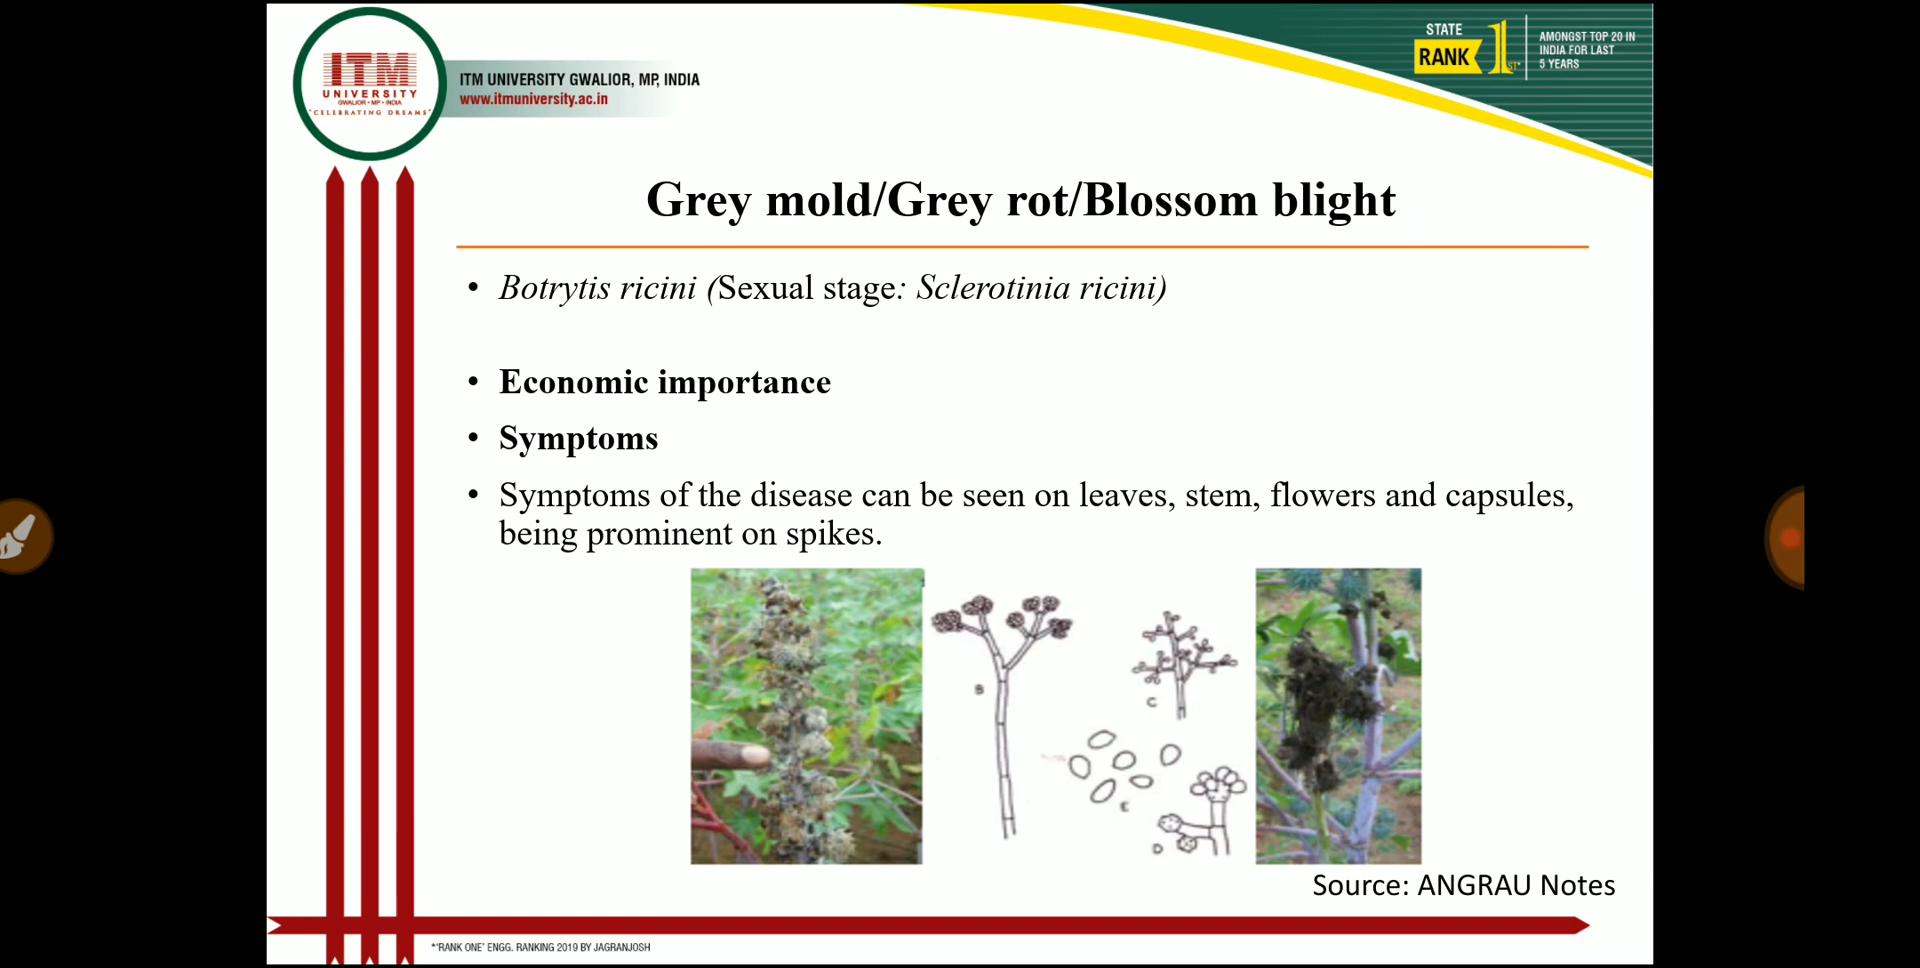 ITM
UNIVERSITY
GWALIOR • MP • INDIA
"CELEBRATING DREAMS"
ITM UNIVERSITY GWALIOR, MP, INDIA
www.itmuniversity.ac.in
STATE
RANK 1ST*
AMONGST TOP 20 IN
INDIA FOR LAST
5 YEARS
Grey mold/Grey rot/Blossom blight
• Botrytis ricini (Sexual stage: Sclerotinia ricini)
• Economic importance
• Symptoms
• Symptoms of the disease can be seen on leaves, stem, flowers and capsules,
being prominent on spikes.
B
C
E
D
Source: ANGRAU Notes
*'RANK ONE' ENGG. RANKING 2019 BY JAGRANJOSH